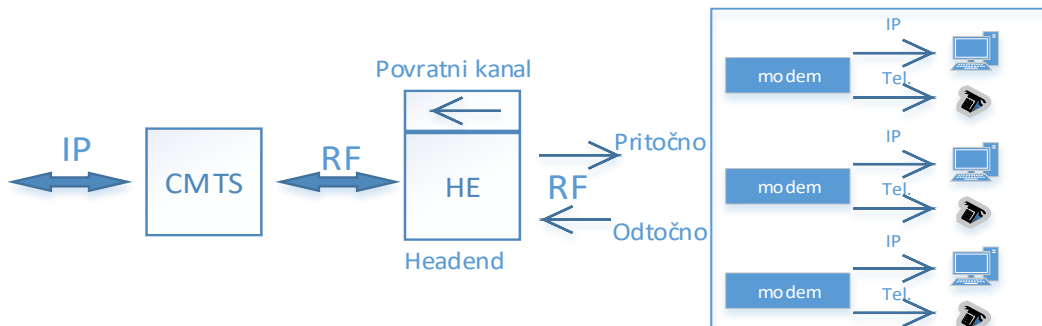 IP
CMTS
RF
Povratni kanal
HE
Headend
Pritočno
RF
Odtočno
modem
IP
Tel.
modem
IP
Tel.
modem
IP
Tel.